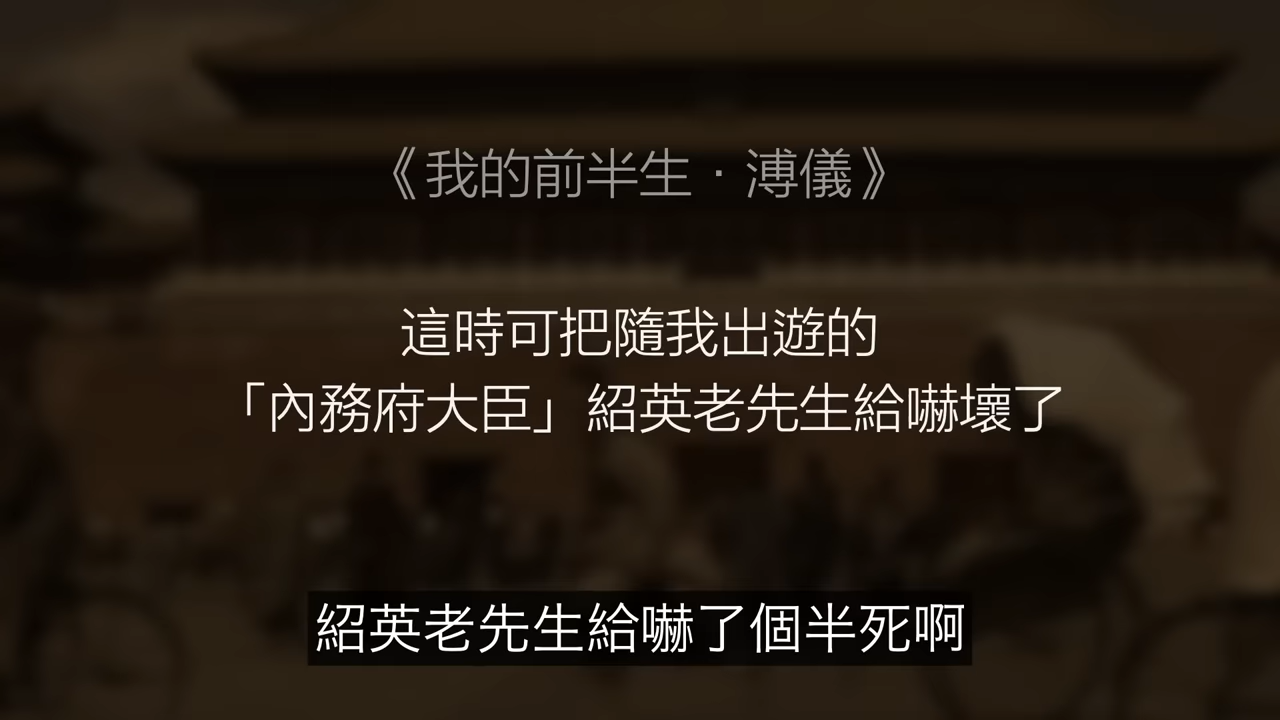 《我的前半生·溥儀》
這時可把隨我出遊的
「內務府大臣」紹英老先生給嚇壞了
紹英老先生給嚇了個半死啊